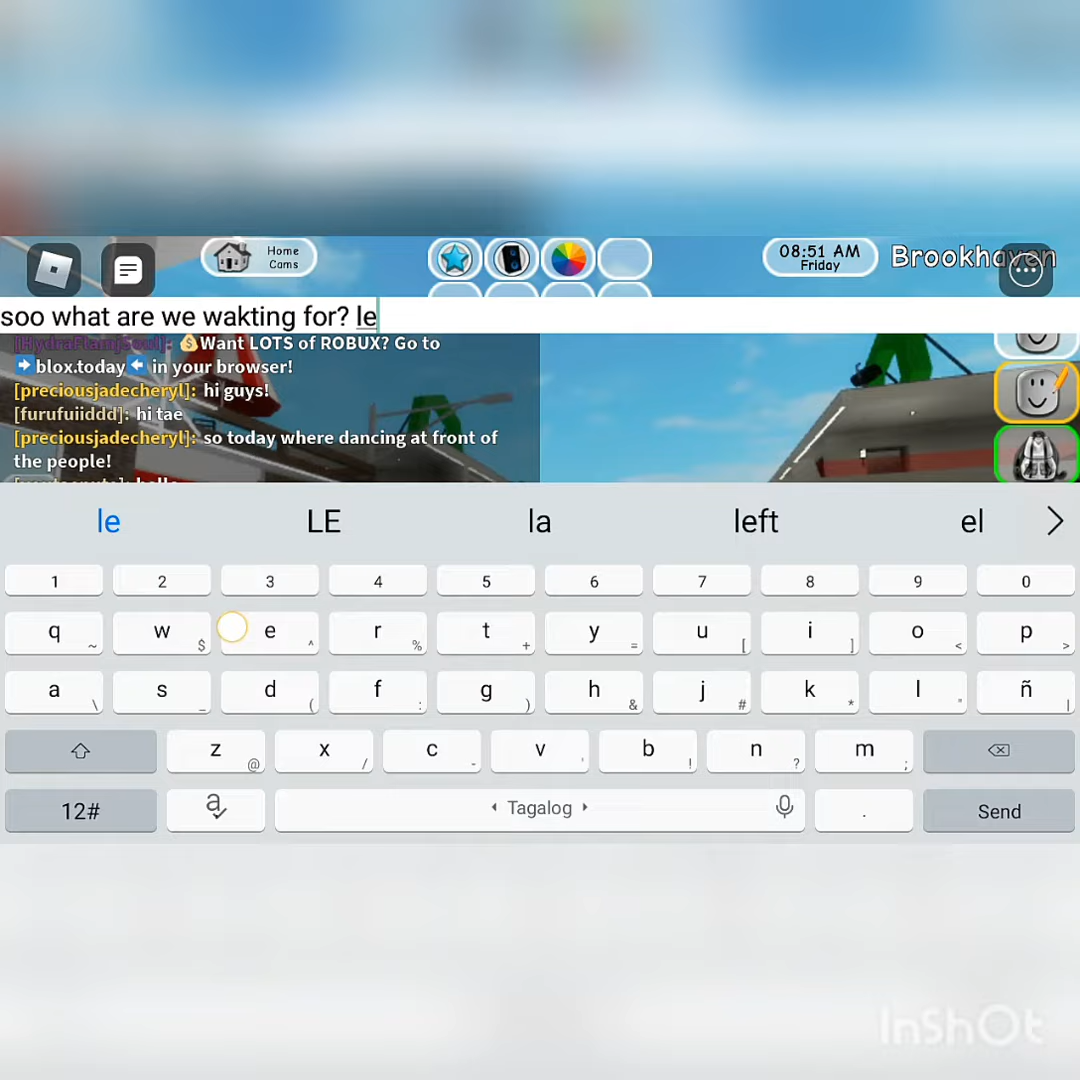 Home
Cams
08:51 AM
Friday
Brookhaven
soo what are we wakting for? le
[HydraFlamjSoul]: 💰Want LOTS of ROBUX? Go to
➡blox.today⬅ in your browser!
[preciousjadecheryl]: hi guys!
[furufuiiddd]: hi tae
[preciousjadecheryl]: so today where dancing at front of
the people!
le LE la left el
1 2 3 4 5 6 7 8 9 0
q ~ w $ e ^ r % t + y = u [ i ] o < p >
a \ s _ d ( f : g ) h & j # k * l " ñ |
z @ x / c - v ' b ! n ? m ;
12# a Tagalog . Send
InShOt